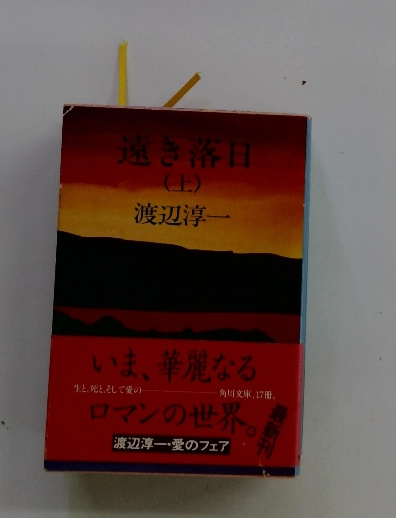 遠き落日
(上)
渡辺淳一
いま、華麗なる
生と、死と、そして愛の――――角川文庫、17冊。
ロマンの世界。
最新刊
渡辺淳一・愛のフェア